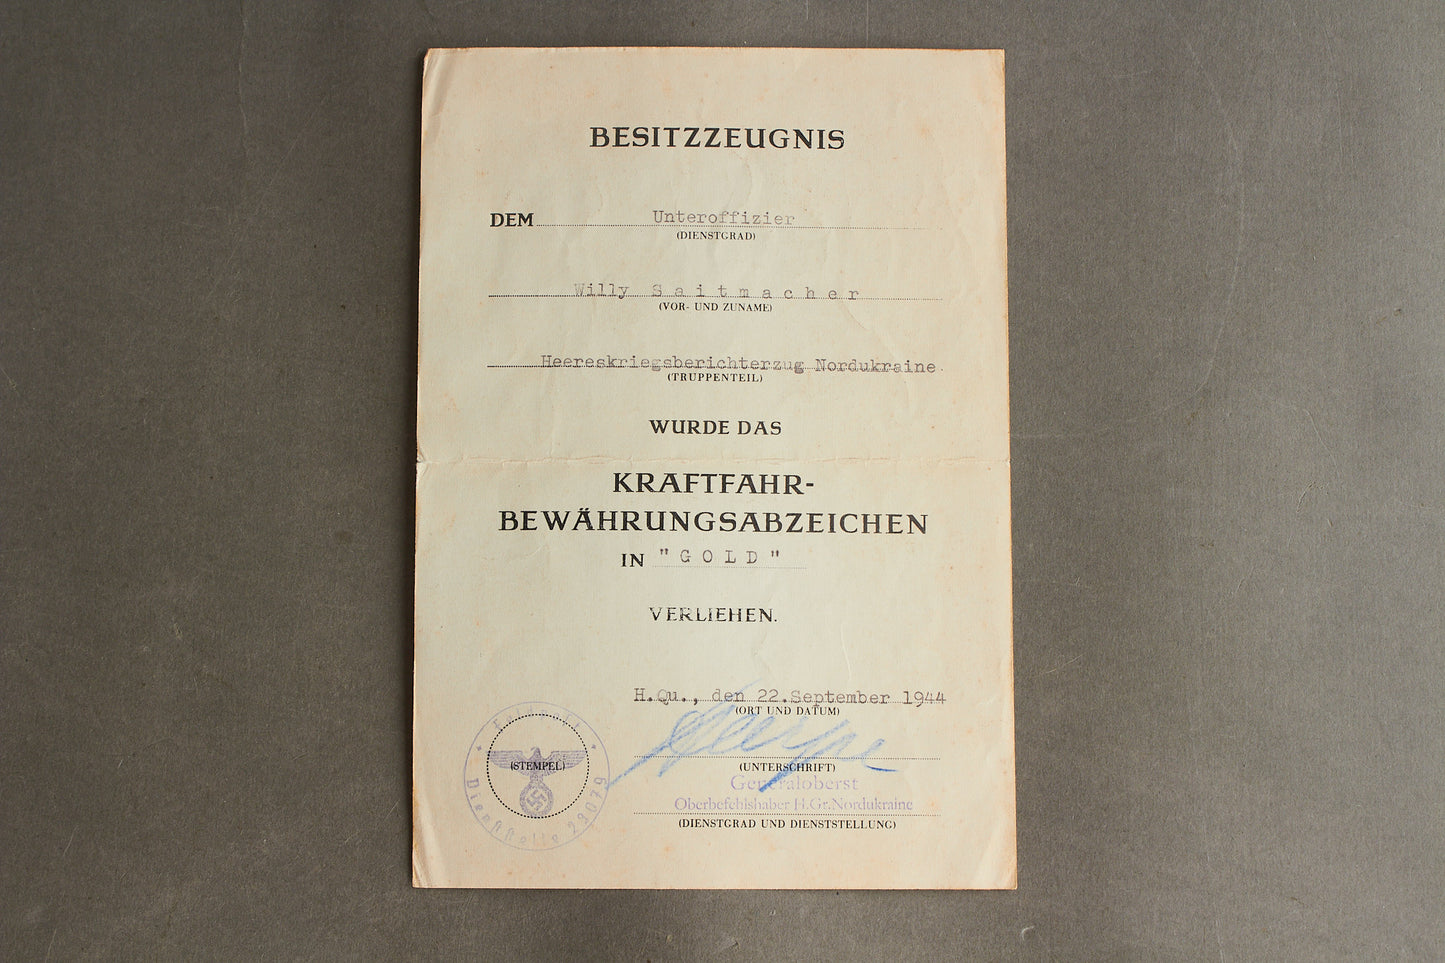 BESITZZEUGNIS
DEM Unteroffizier
(DIENSTGRAD)
Willy Saitmacher
(VOR- UND ZUNAME)
Heereskriegsberichterzug Nordukraine
(TRUPPENTEIL)
WURDE DAS
KRAFTFAHR-
BEWÄHRUNGSABZEICHEN
IN "GOLD"
VERLIEHEN.
H.Qu., den 22.September 1944
(ORT UND DATUM)
(UNTERSCHRIFT)
Generaloberst
Oberbefehlshaber H.Gr.Nordukraine
(DIENSTGRAD UND DIENSTSTELLUNG)
(STEMPEL)
Dienststelle 29079